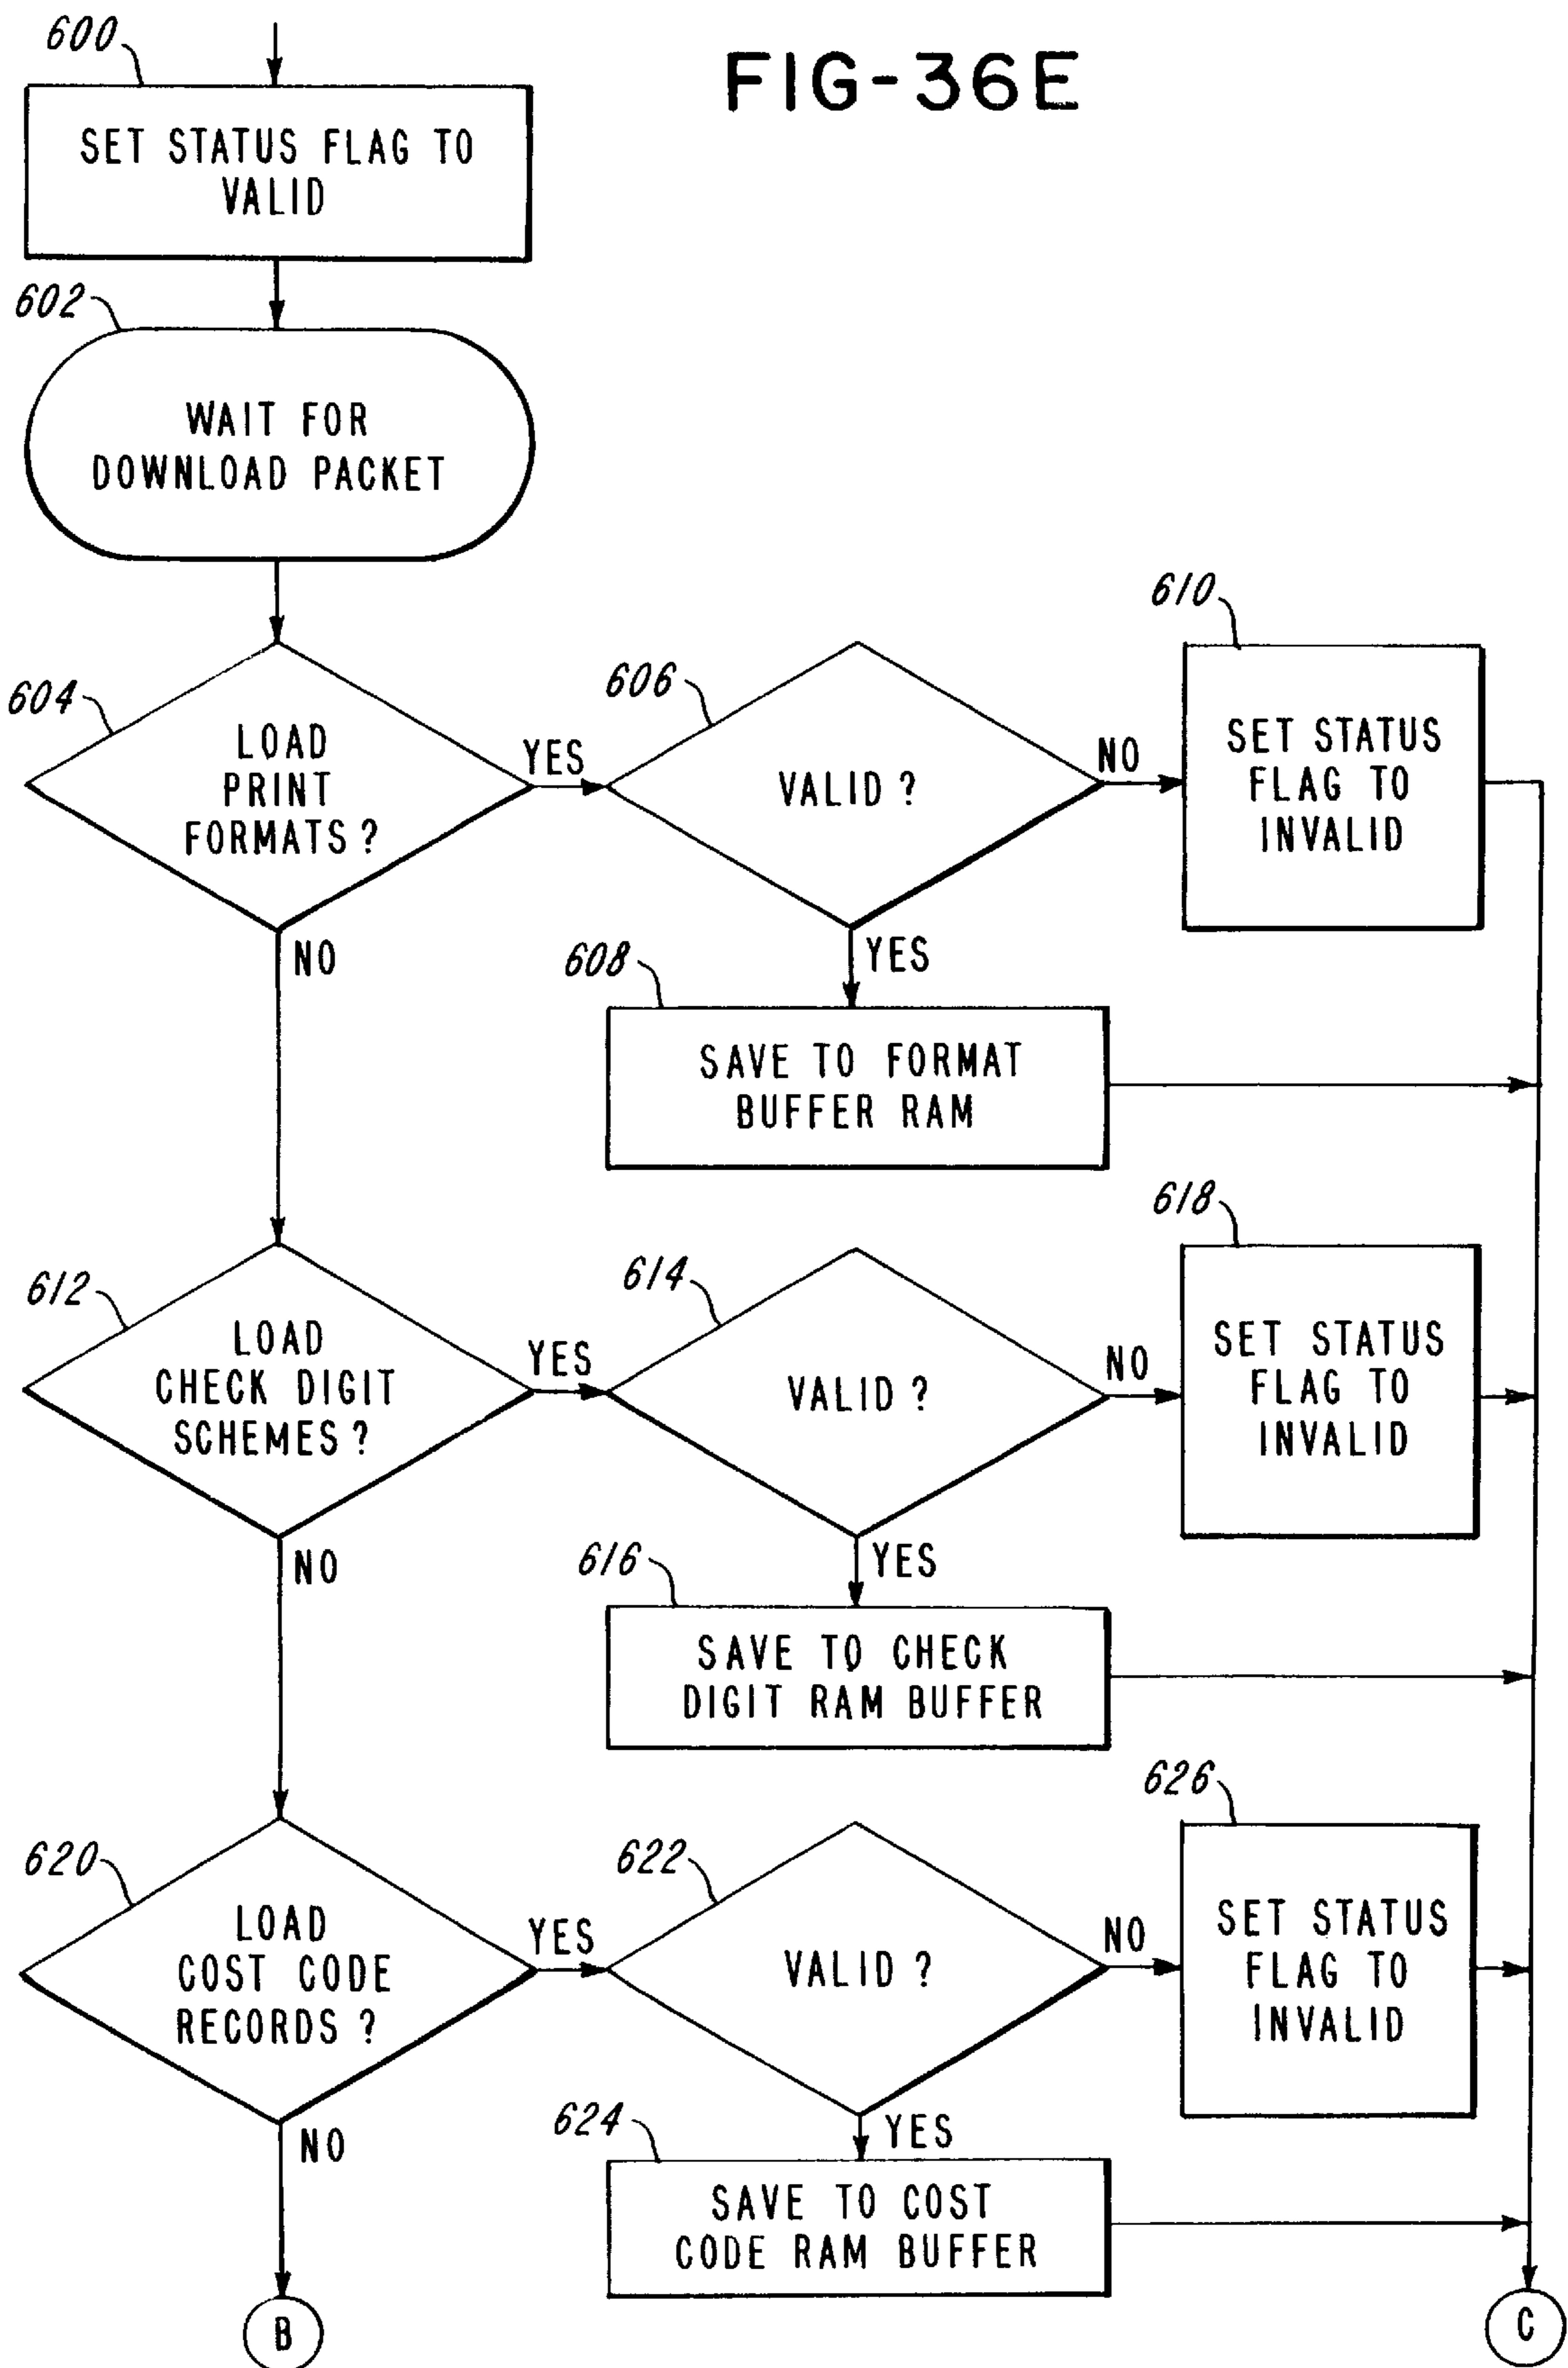 FIG-36E
600
SET STATUS FLAG TO
VALID
602
WAIT FOR
DOWNLOAD PACKET
604
LOAD
PRINT
FORMATS?
YES
NO
606
VALID?
NO
YES
610
SET STATUS
FLAG TO
INVALID
608
SAVE TO FORMAT
BUFFER RAM
612
LOAD
CHECK DIGIT
SCHEMES?
YES
NO
614
VALID?
NO
YES
618
SET STATUS
FLAG TO
INVALID
616
SAVE TO CHECK
DIGIT RAM BUFFER
620
LOAD
COST CODE
RECORDS?
YES
NO
622
VALID?
NO
YES
626
SET STATUS
FLAG TO
INVALID
624
SAVE TO COST
CODE RAM BUFFER
B
C